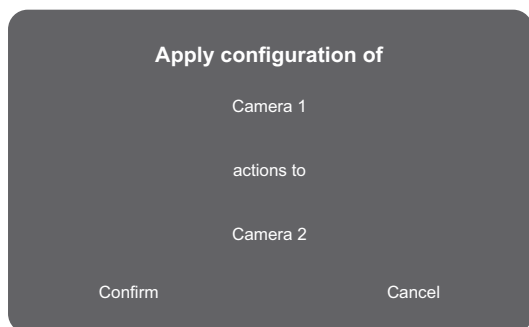 Apply configuration of
Camera 1
actions to
Camera 2
Confirm Cancel